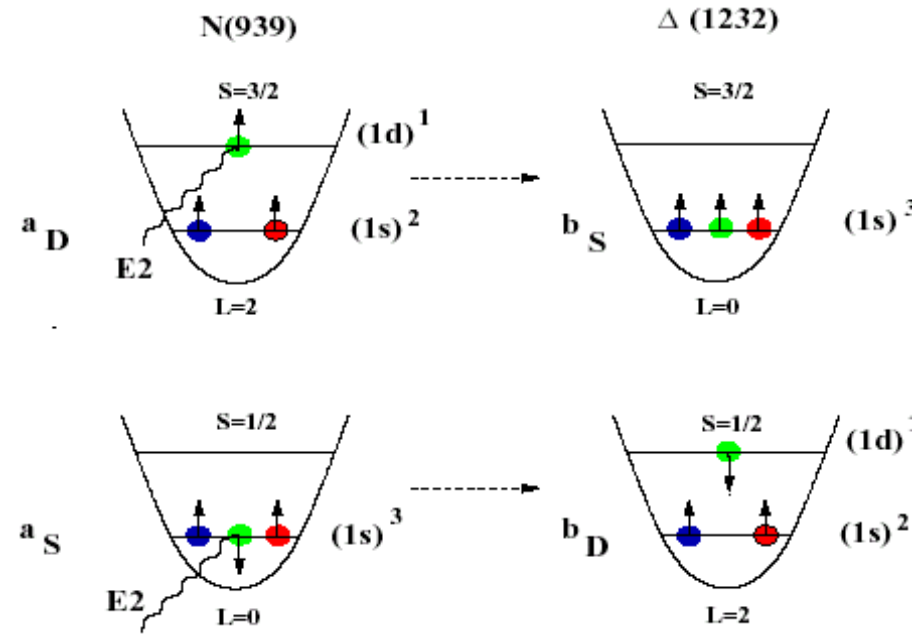 N(939) Δ (1232)
S=3/2 S=3/2
(1d)¹
a D (1s)² b S (1s)³
E2
L=2 L=0
S=1/2 S=1/2
(1d)
a S (1s)³ b D (1s)²
E2
L=0 L=2